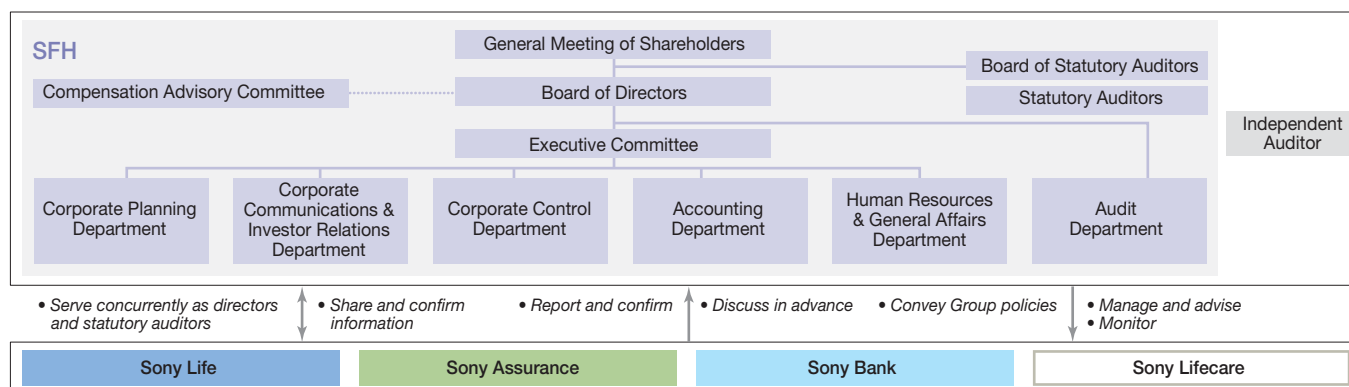 SFH
General Meeting of Shareholders
Board of Statutory Auditors
Compensation Advisory Committee
Board of Directors
Statutory Auditors
Independent
Auditor
Executive Committee
Corporate Planning
Department
Corporate
Communications &
Investor Relations
Department
Corporate Control
Department
Accounting
Department
Human Resources
& General Affairs
Department
Audit
Department
• Serve concurrently as directors
and statutory auditors
• Share and confirm
information
• Report and confirm
• Discuss in advance
• Convey Group policies
• Manage and advise
• Monitor
Sony Life
Sony Assurance
Sony Bank
Sony Lifecare